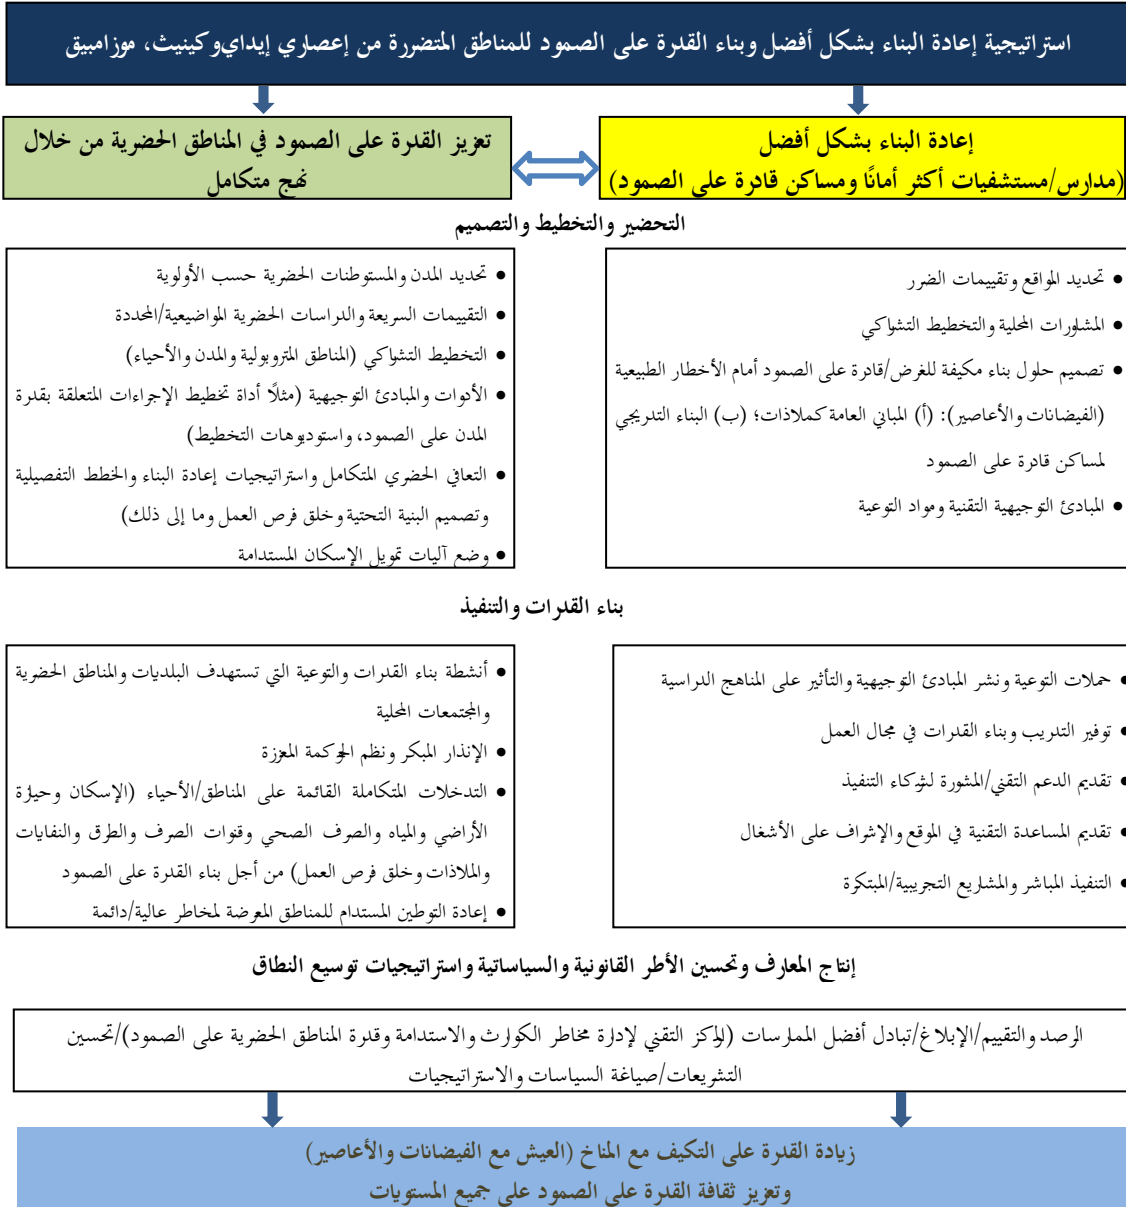 استراتيجية إعادة البناء بشكل أفضل وبناء القدرة على الصمود للمناطق المتضررة من إعصاري إيداي وكينيث، موزامبيق
إعادة البناء بشكل أفضل
(مدارس/مستشفيات أكثر أمانًا ومساكن قادرة على الصمود)
تعزيز القدرة على الصمود في المناطق الحضرية من خلال
نهج متكامل
التحضير والتخطيط والتصميم
• تحديد المواقع وتقييمات الضرر
• المشاورات المحلية والتخطيط التشاركي
• تصميم حلول بناء مكيفة للغرض/قادرة على الصمود أمام الأخطار الطبيعية
(الفيضانات والأعاصير): (أ) المباني العامة كملاذات؛ (ب) البناء التدريجي
لمساكن قادرة على الصمود
• المبادئ التوجيهية التقنية ومواد التوعية
• تحديد المدن والمستوطنات الحضرية حسب الأولوية
• التقييمات السريعة والدراسات الحضرية المواضيعية/المحددة
• التخطيط التشاركي (المناطق المتروبولية والمدن والأحياء)
• الأدوات والمبادئ التوجيهية (مثلًا أداة تخطيط الإجراءات المتعلقة بقدرة
المدن على الصمود، واستوديوهات التخطيط)
• التعافي الحضري المتكامل واستراتيجيات إعادة البناء والخطط التفصيلية
وتصميم البنية التحتية وخلق فرص العمل وما إلى ذلك)
• وضع آليات تمويل الإسكان المستدامة
بناء القدرات والتنفيذ
• حملات التوعية ونشر المبادئ التوجيهية والتأثير على المناهج الدراسية
• توفير التدريب وبناء القدرات في مجال العمل
• تقديم الدعم التقني/المشورة لشركاء التنفيذ
• تقديم المساعدة التقنية في الموقع والإشراف على الأشغال
• التنفيذ المباشر والمشاريع التجريبية/المبتكرة
• أنشطة بناء القدرات والتوعية التي تستهدف البلديات والمناطق الحضرية
والمجتمعات المحلية
• الإنذار المبكر ونظم الحوكمة المعززة
• التدخلات المتكاملة القائمة على المناطق/الأحياء (الإسكان وحيازة
الأراضي والمياه والصرف الصحي وقنوات الصرف والطرق والنفايات
والملاذات وخلق فرص العمل) من أجل بناء القدرة على الصمود
• إعادة التوطين المستدام للمناطق المعرضة لمخاطر عالية/دائمة
إنتاج المعارف وتحسين الأطر القانونية والسياساتية واستراتيجيات توسيع النطاق
الرصد والتقييم/الإبلاغ/تبادل أفضل الممارسات (المركز التقني لإدارة مخاطر الكوارث والاستدامة وقدرة المناطق الحضرية على الصمود)/تحسين
التشريعات/صياغة السياسات والاستراتيجيات
زيادة القدرة على التكيف مع المناخ (العيش مع الفيضانات والأعاصير)
وتعزيز ثقافة القدرة على الصمود على جميع المستويات